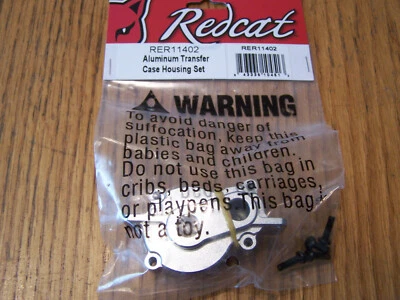 Redcat
RER11402
Aluminum Transfer
Case Housing Set
RER11402
WARNING
To avoid danger of
suffocation, keep this
plastic bag away from
babies and children.
Do not use this bag in
cribs, beds, carriages,
or playpens. This bag is
not a toy.